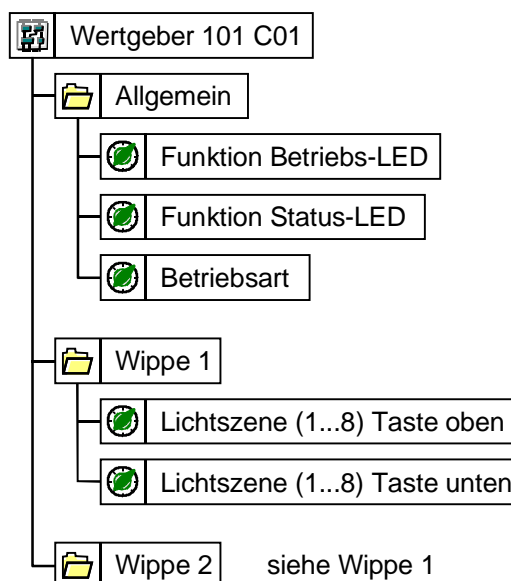 Wertgeber 101 C01
Allgemein
Funktion Betriebs-LED
Funktion Status-LED
Betriebsart
Wippe 1
Lichtszene (1...8) Taste oben
Lichtszene (1...8) Taste unten
Wippe 2 siehe Wippe 1